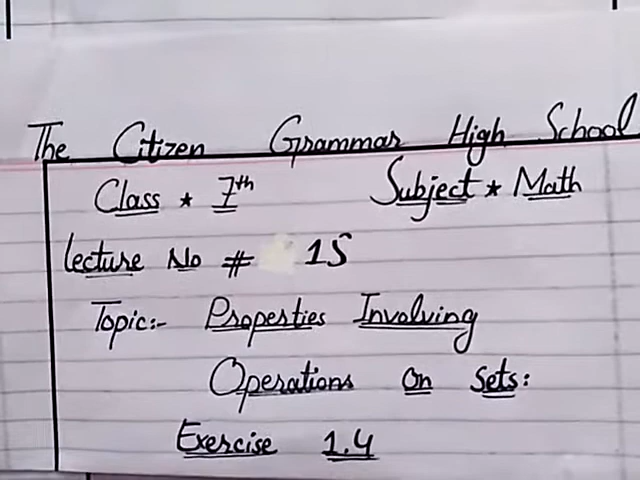 The Citizen Grammar High School
Class * 7th Subject * Math
Lecture No # 15
Topic:- Properties Involving
Operations on Sets:
Exercise 1.4